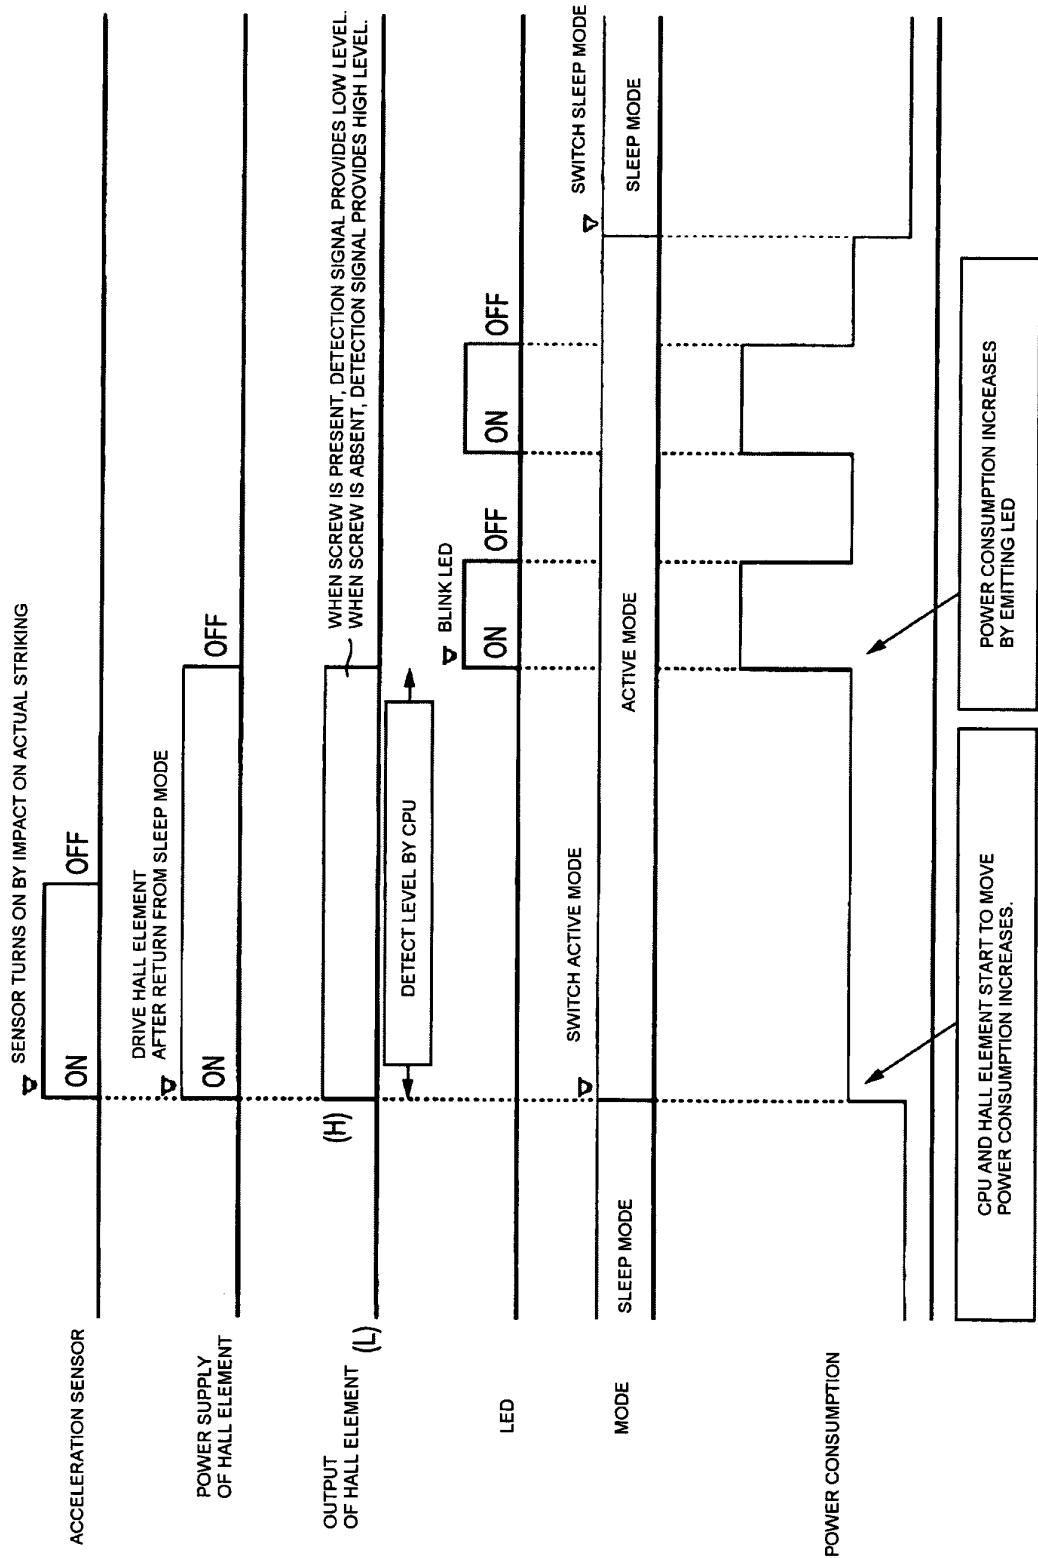 SENSOR TURNS ON BY IMPACT ON ACTUAL STRIKING
ACCELERATION SENSOR
ON
OFF
DRIVE HALL ELEMENT
AFTER RETURN FROM SLEEP MODE
POWER SUPPLY
OF HALL ELEMENT
ON
OFF
OUTPUT
OF HALL ELEMENT
(H)
(L)
WHEN SCREW IS PRESENT, DETECTION SIGNAL PROVIDES LOW LEVEL.
WHEN SCREW IS ABSENT, DETECTION SIGNAL PROVIDES HIGH LEVEL.
DETECT LEVEL BY CPU
BLINK LED
LED
ON
OFF
ON
OFF
SWITCH ACTIVE MODE
SWITCH SLEEP MODE
MODE
SLEEP MODE
ACTIVE MODE
SLEEP MODE
POWER CONSUMPTION
CPU AND HALL ELEMENT START TO MOVE
POWER CONSUMPTION INCREASES.
POWER CONSUMPTION INCREASES
BY EMITTING LED